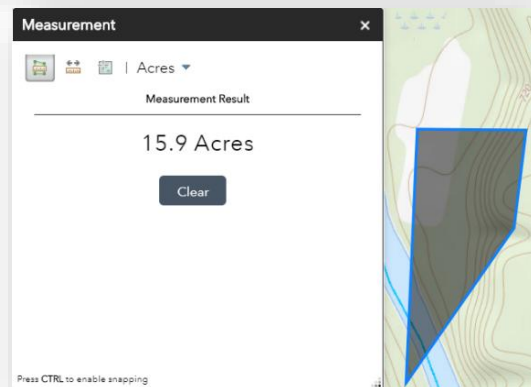 Measurement ×
| Acres
Measurement Result
15.9 Acres
Clear
Press CTRL to enable snapping